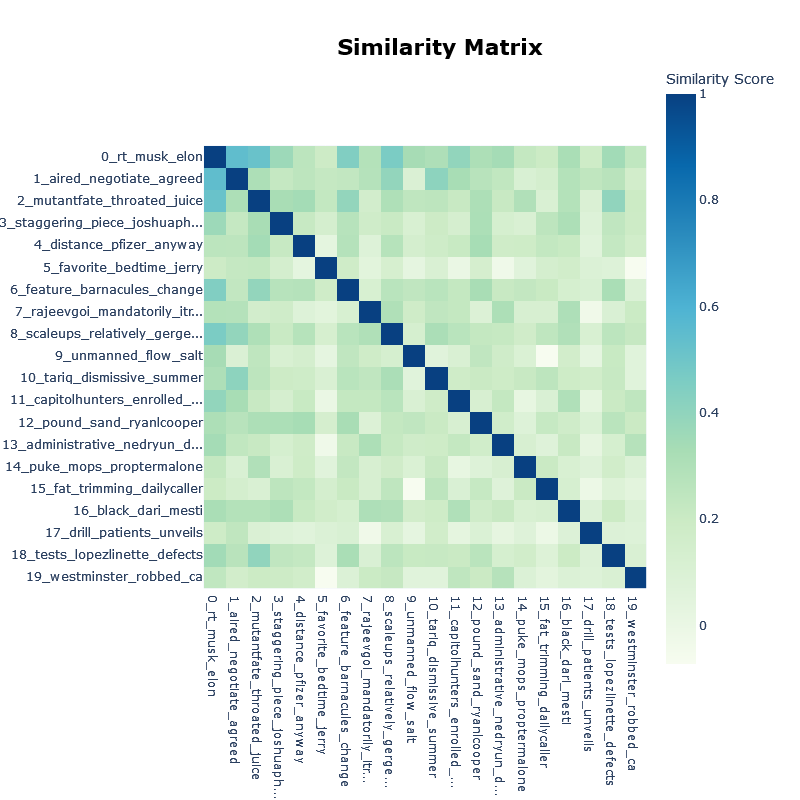 Similarity Matrix
Similarity Score
1
0.8
0.6
0.4
0.2
0
0_rt_musk_elon
1_aired_negotiate_agreed
2_mutantfate_throated_juice
3_staggering_piece_joshuaph...
4_distance_pfizer_anyway
5_favorite_bedtime_jerry
6_feature_barnacules_change
7_rajeevgoi_mandatorily_itr...
8_scaleups_relatively_gerge...
9_unmanned_flow_salt
10_tariq_dismissive_summer
11_capitolhunters_enrolled_...
12_pound_sand_ryanlcooper
13_administrative_nedryun_d...
14_puke_mops_proptermalone
15_fat_trimming_dailycaller
16_black_dari_mesti
17_drill_patients_unveils
18_tests_lopezlinette_defects
19_westminster_robbed_ca
0_rt_musk_elon
1_aired_negotiate_agreed
2_mutantfate_throated_juice
3_staggering_piece_joshuaph...
4_distance_pfizer_anyway
5_favorite_bedtime_jerry
6_feature_barnacules_change
7_rajeevgoi_mandatorily_itr...
8_scaleups_relatively_gerge...
9_unmanned_flow_salt
10_tariq_dismissive_summer
11_capitolhunters_enrolled_...
12_pound_sand_ryanlcooper
13_administrative_nedryun_d...
14_puke_mops_proptermalone
15_fat_trimming_dailycaller
16_black_dari_mesti
17_drill_patients_unveils
18_tests_lopezlinette_defects
19_westminster_robbed_ca